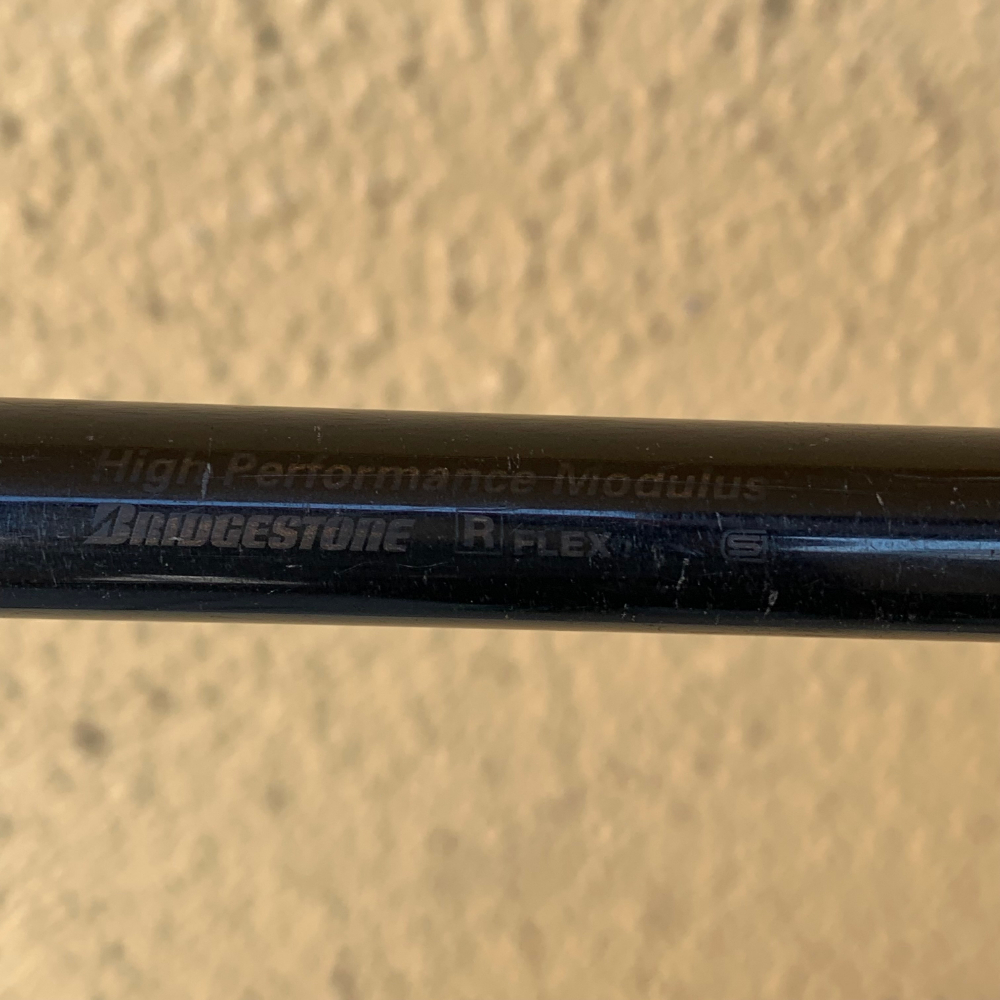 High Performance Modulus
BRIDGESTONE R FLEX S